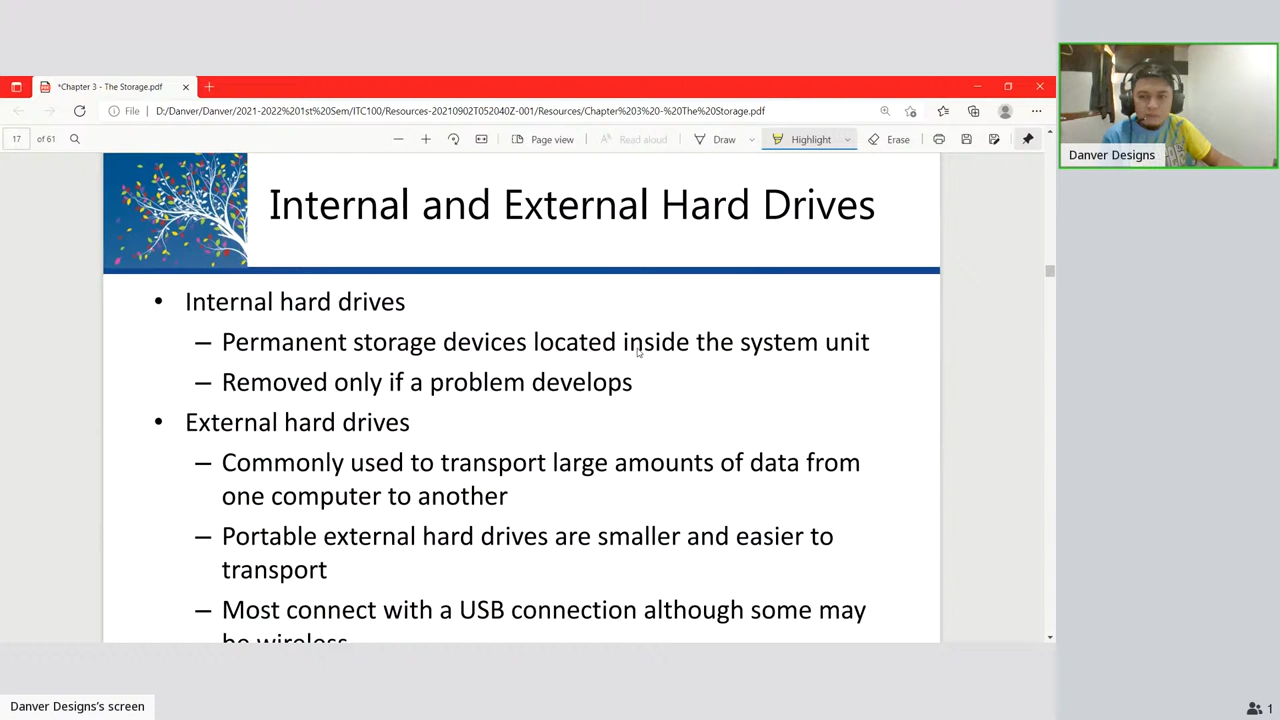 *Chapter 3 - The Storage.pdf
File D:/Danver/Danver/2021-2022%201st%20Sem/ITC100/Resources-20210902T052040Z-001/Resources/Chapter%203%20-%20The%20Storage.pdf
17 of 61 Page view Read aloud Draw Highlight Erase
Danver Designs
Internal and External Hard Drives
• Internal hard drives
– Permanent storage devices located inside the system unit
– Removed only if a problem develops
• External hard drives
– Commonly used to transport large amounts of data from
one computer to another
– Portable external hard drives are smaller and easier to
transport
– Most connect with a USB connection although some may
be wireless
Danver Designs's screen
1